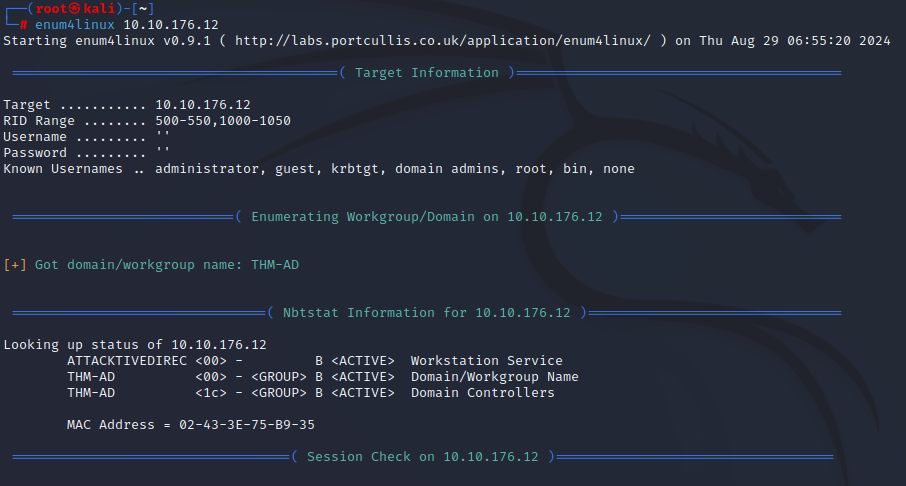 ┌──(root㉿kali)-[~]
└─# enum4linux 10.10.176.12
Starting enum4linux v0.9.1 ( http://labs.portcullis.co.uk/application/enum4linux/ ) on Thu Aug 29 06:55:20 2024
=========================================( Target Information )=========================================
Target ........... 10.10.176.12
RID Range ........ 500-550,1000-1050
Username ......... ''
Password ......... ''
Known Usernames .. administrator, guest, krbtgt, domain admins, root, bin, none
============================( Enumerating Workgroup/Domain on 10.10.176.12 )============================
[+] Got domain/workgroup name: THM-AD
================================( Nbtstat Information for 10.10.176.12 )================================
Looking up status of 10.10.176.12
ATTACKTIVEDIREC <00> - B <ACTIVE> Workstation Service
THM-AD <00> - <GROUP> B <ACTIVE> Domain/Workgroup Name
THM-AD <1c> - <GROUP> B <ACTIVE> Domain Controllers
MAC Address = 02-43-3E-75-B9-35
===================================( Session Check on 10.10.176.12 )===================================